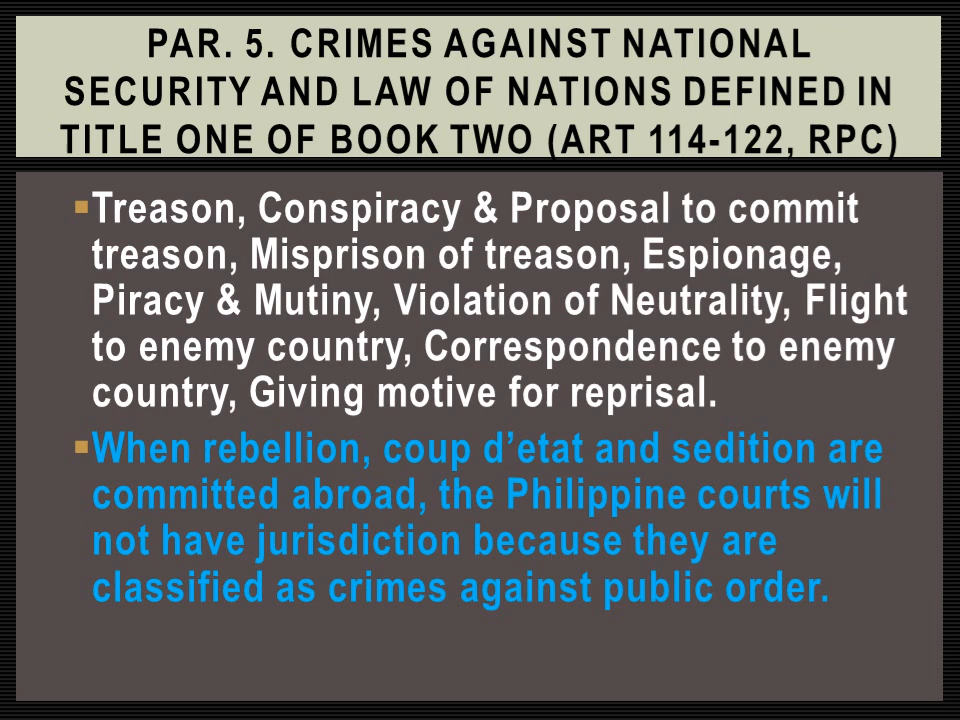 PAR. 5. CRIMES AGAINST NATIONAL
SECURITY AND LAW OF NATIONS DEFINED IN
TITLE ONE OF BOOK TWO (ART 114-122, RPC)
▪Treason, Conspiracy & Proposal to commit
treason, Misprison of treason, Espionage,
Piracy & Mutiny, Violation of Neutrality, Flight
to enemy country, Correspondence to enemy
country, Giving motive for reprisal.
▪When rebellion, coup d’etat and sedition are
committed abroad, the Philippine courts will
not have jurisdiction because they are
classified as crimes against public order.